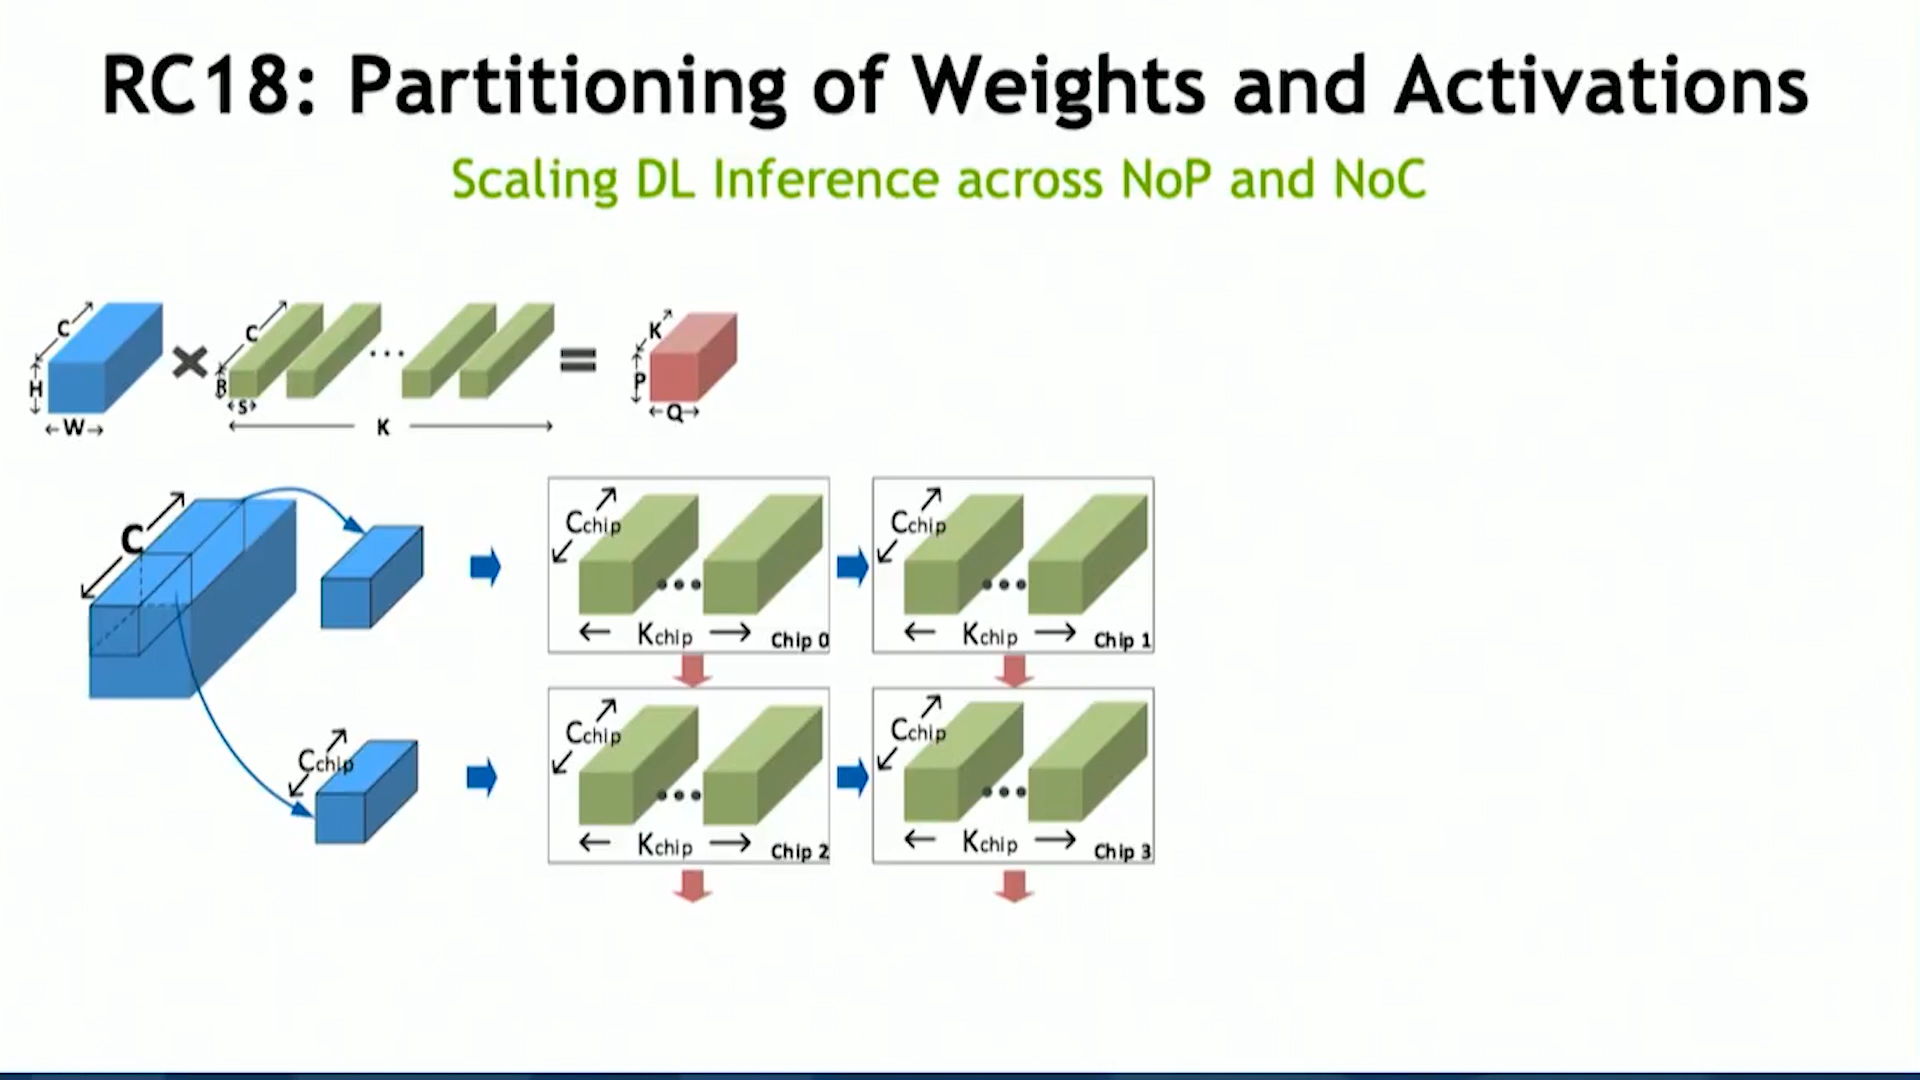 RC18: Partitioning of Weights and Activations
Scaling DL Inference across NoP and NoC
C
H
W
C
R
S
K
K
P
Q
C
Cchip
Cchip
Kchip
Chip 0
Cchip
Kchip
Chip 1
Cchip
Kchip
Chip 2
Cchip
Kchip
Chip 3